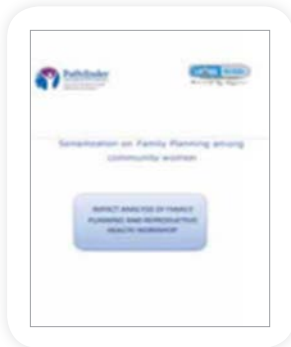 Pathfinder
Sensitization on Family Planning among
community women
IMPACT ANALYSIS OF FAMILY
PLANNING AND REPRODUCTIVE
HEALTH WORKSHOP